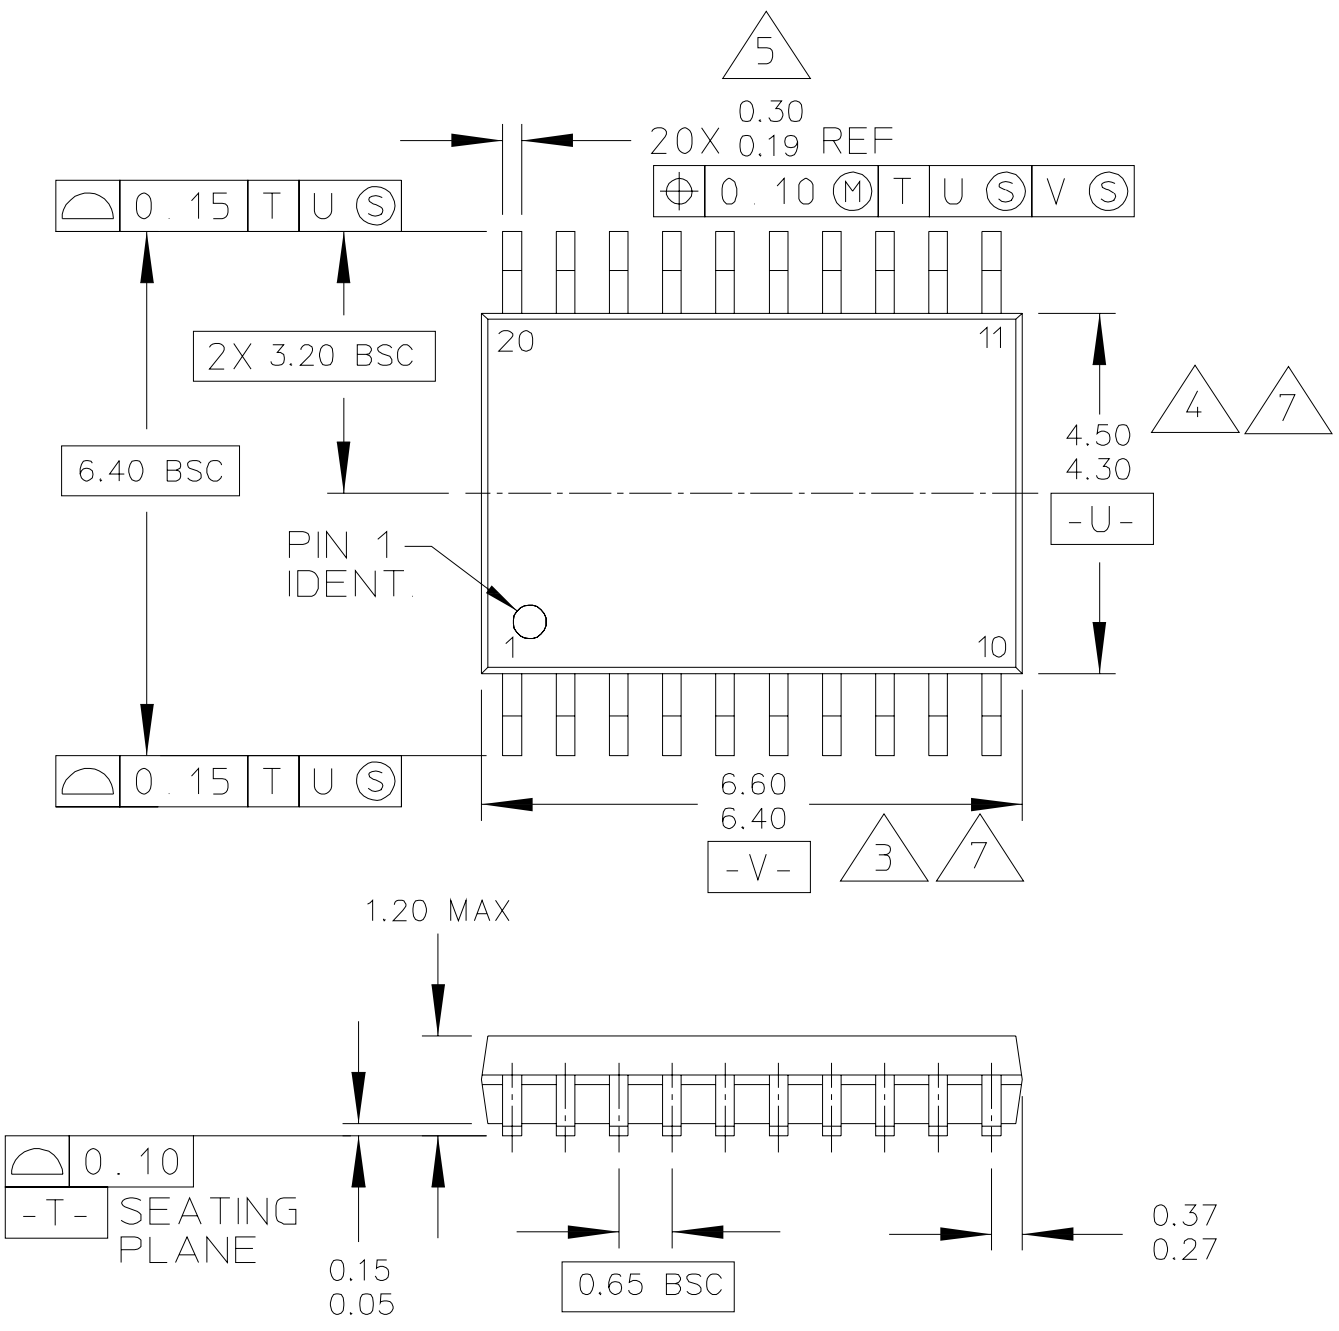 5
0.30
20X 0.19 REF
0.15 T U S
0.10 M T U S V S
20
11
2X 3.20 BSC
4
7
4.50
4.30
6.40 BSC
-U-
PIN 1
IDENT.
1
10
0.15 T U S
6.60
6.40
-V-
3
7
1.20 MAX
0.10
-T- SEATING
PLANE
0.15
0.05
0.65 BSC
0.37
0.27